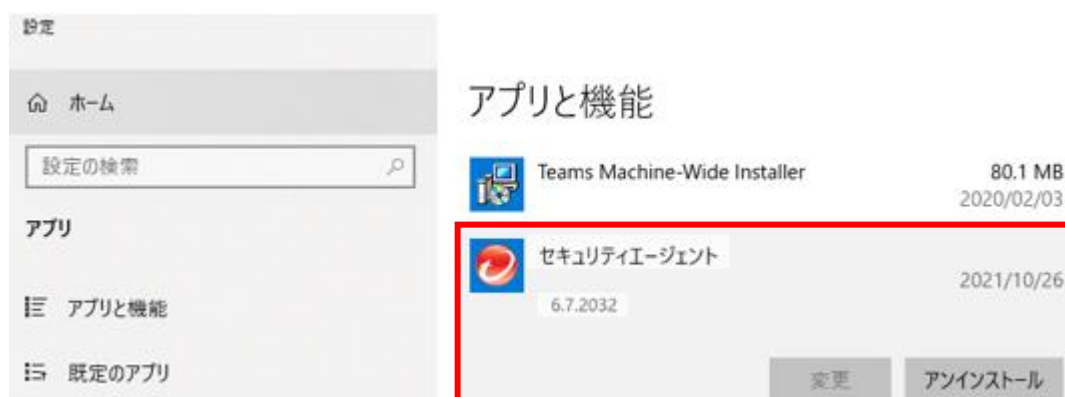 設定
ホーム
設定の検索
アプリ
アプリと機能
既定のアプリ
アプリと機能
Teams Machine-Wide Installer
80.1 MB
2020/02/03
セキュリティエージェント
2021/10/26
6.7.2032
変更
アンインストール